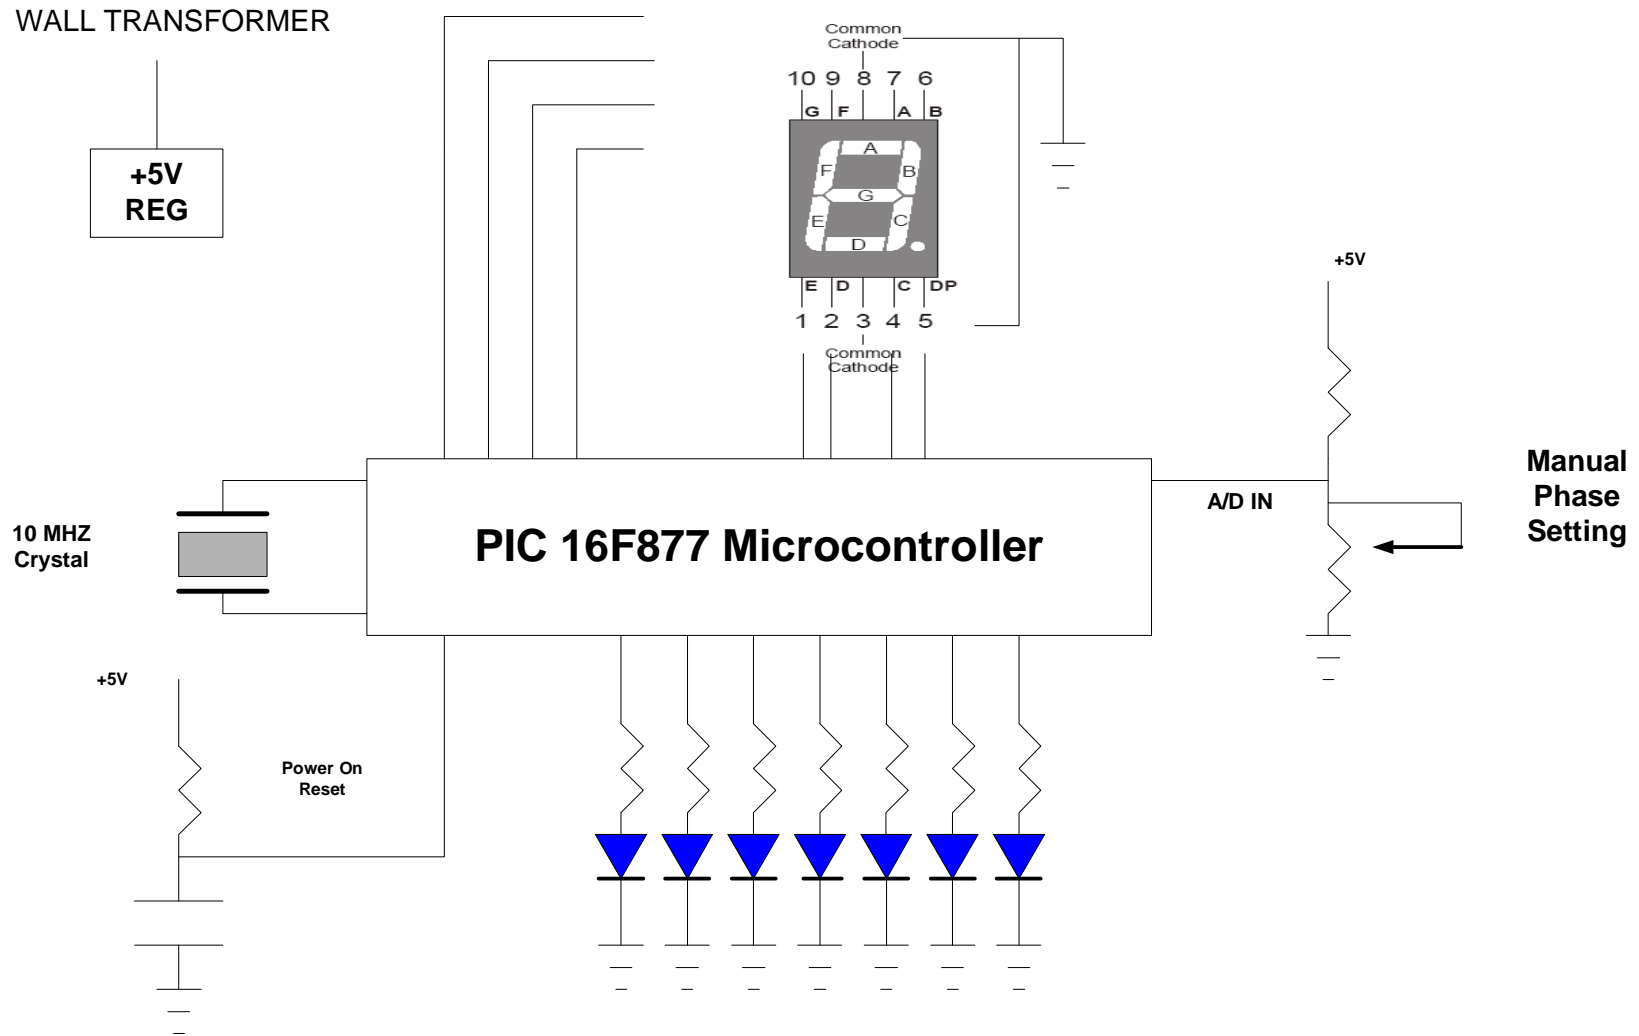 WALL TRANSFORMER
+5V
REG
Common
Cathode
10 9 8 7 6
G F A B
A
F B
G
E C
D
E D C DP
1 2 3 4 5
Common
Cathode
+5V
Manual
Phase
Setting
A/D IN
10 MHZ
Crystal
PIC 16F877 Microcontroller
+5V
Power On
Reset